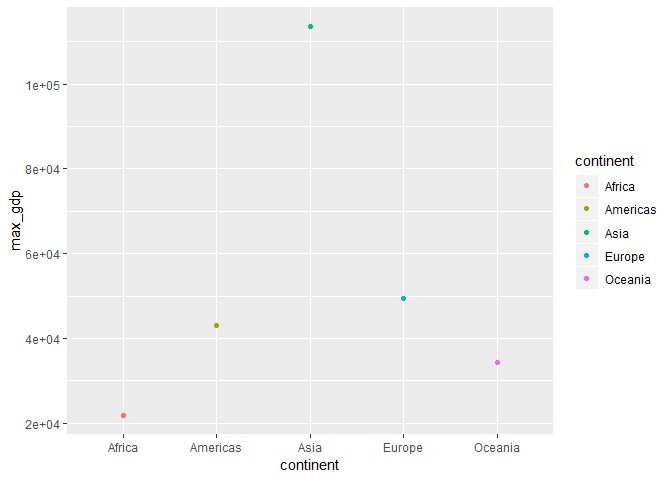 max_gdp
1e+05
8e+04
6e+04
4e+04
2e+04
Africa Americas Asia Europe Oceania
continent
continent
Africa
Americas
Asia
Europe
Oceania